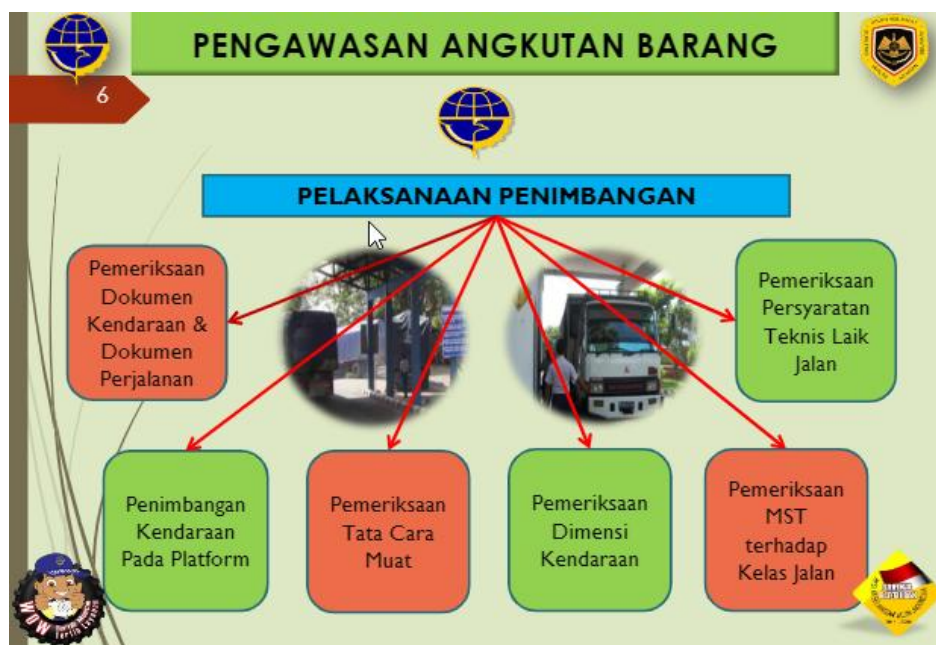 PENGAWASAN ANGKUTAN BARANG
6
PELAKSANAAN PENIMBANGAN
Pemeriksaan
Dokumen
Kendaraan &
Dokumen
Perjalanan
Pemeriksaan
Persyaratan
Teknis Laik
Jalan
Penimbangan
Kendaraan
Pada Platform
Pemeriksaan
Tata Cara
Muat
Pemeriksaan
Dimensi
Kendaraan
Pemeriksaan
MST
terhadap
Kelas Jalan
WOW